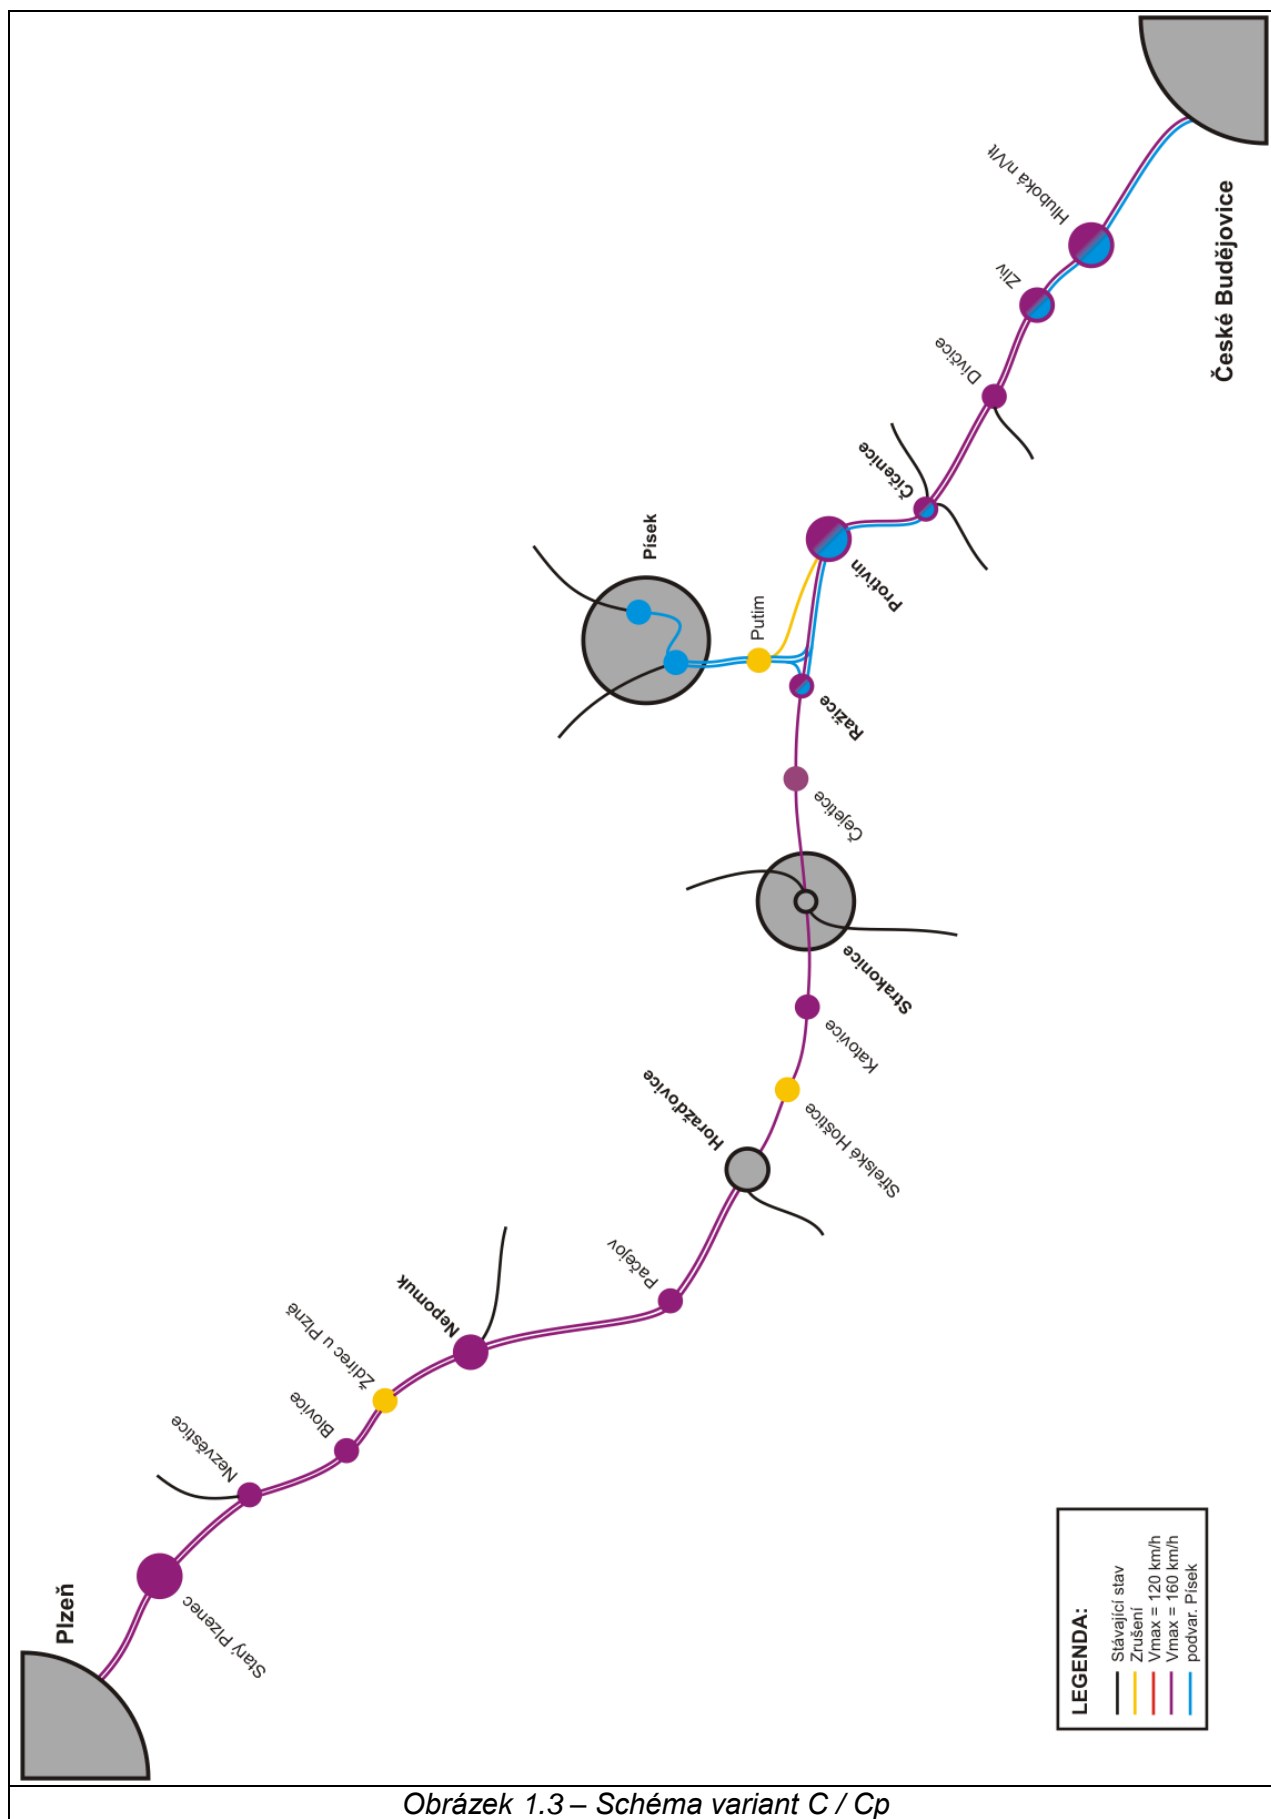 Plzeň
Starý Plzenec
Nezvěstice
Blovice
Ždírec u Plzně
Nepomuk
Pačejov
Horažďovice
Střelské Hoštice
Katovice
Strakonice
Čejetice
Ražice
Putim
Písek
Protivín
Číčenice
Dívčice
Zliv
Hluboká n/Vlt
České Budějovice
LEGENDA:
Stávající stav
Zrušení
Vmax = 120 km/h
Vmax = 160 km/h
podvar. Písek
Obrázek 1.3 – Schéma variant C / Cp